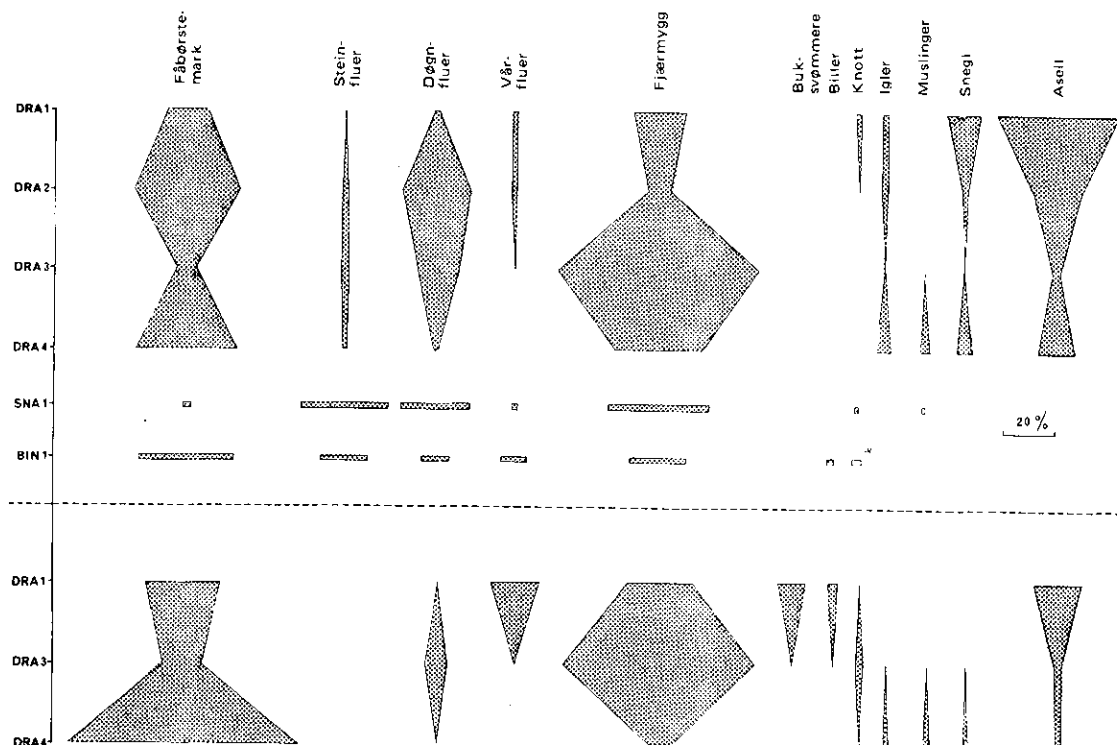 Fåbørste-
mark
Stein-
fluer
Døgn-
fluer
Vår-
fluer
Fjærmygg
Buk-
svømmere
Biller
Knott
Igler
Muslinger
Snegl
Asell
DRA1
DRA2
DRA3
DRA4
SNA1
BIN1
20%
DRA1
DRA3
DRA4